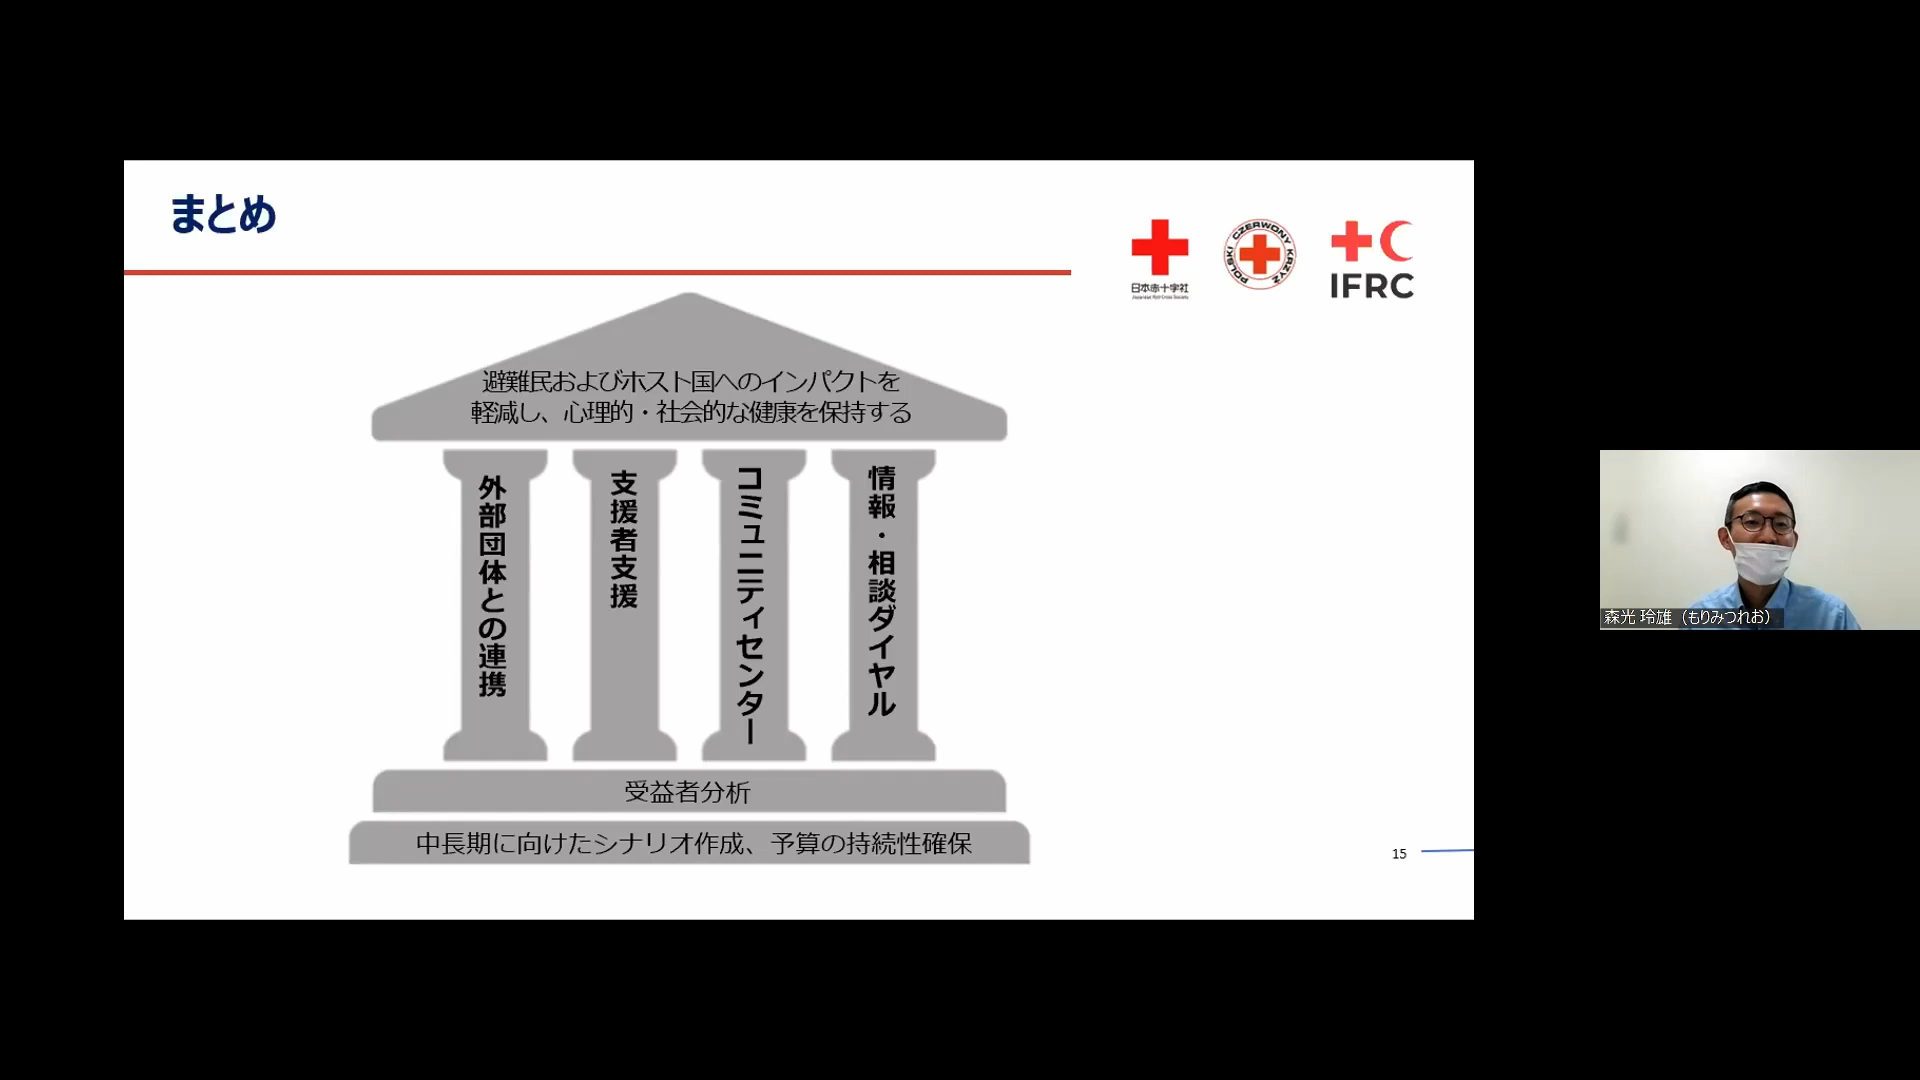 まとめ
日本赤十字社
Japanese Red Cross Society
POLSKI CZERWONY KRZYŻ
IFRC
避難民およびホスト国へのインパクトを
軽減し、心理的・社会的な健康を保持する
外部団体との連携
支援者支援
コミュニティセンター
情報・相談ダイヤル
受益者分析
中長期に向けたシナリオ作成、予算の持続性確保
15
森光 玲雄（もりみつれお）